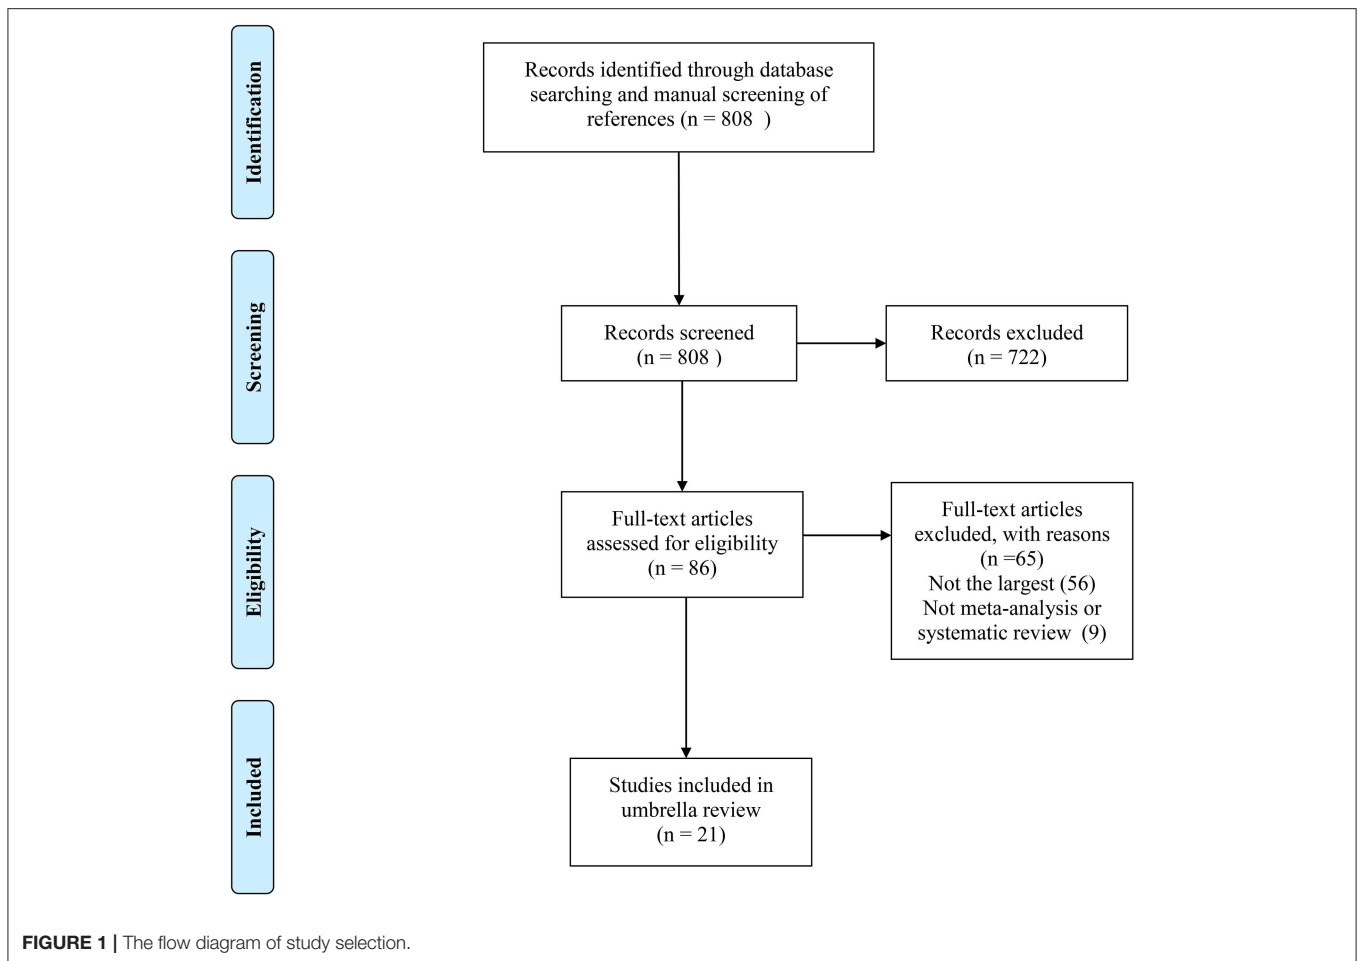 Identification
Records identified through database
searching and manual screening of
references (n = 808 )
Screening
Records screened
(n = 808 )
Records excluded
(n = 722)
Eligibility
Full-text articles
assessed for eligibility
(n = 86)
Full-text articles
excluded, with reasons
(n =65)
Not the largest (56)
Not meta-analysis or
systematic review (9)
Included
Studies included in
umbrella review
(n = 21)
FIGURE 1 | The flow diagram of study selection.